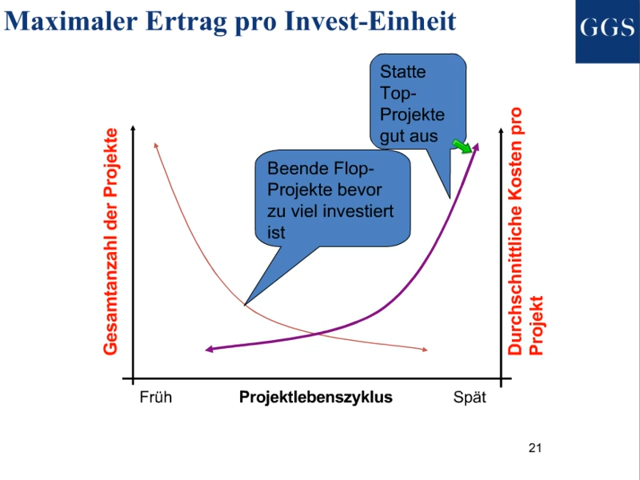 Maximaler Ertrag pro Invest-Einheit
GGS
Statte
Top-
Projekte
gut aus
Beende Flop-
Projekte bevor
zu viel investiert
ist
Gesamtanzahl der Projekte
Durchschnittliche Kosten pro
Projekt
Früh
Projektlebenszyklus
Spät
21